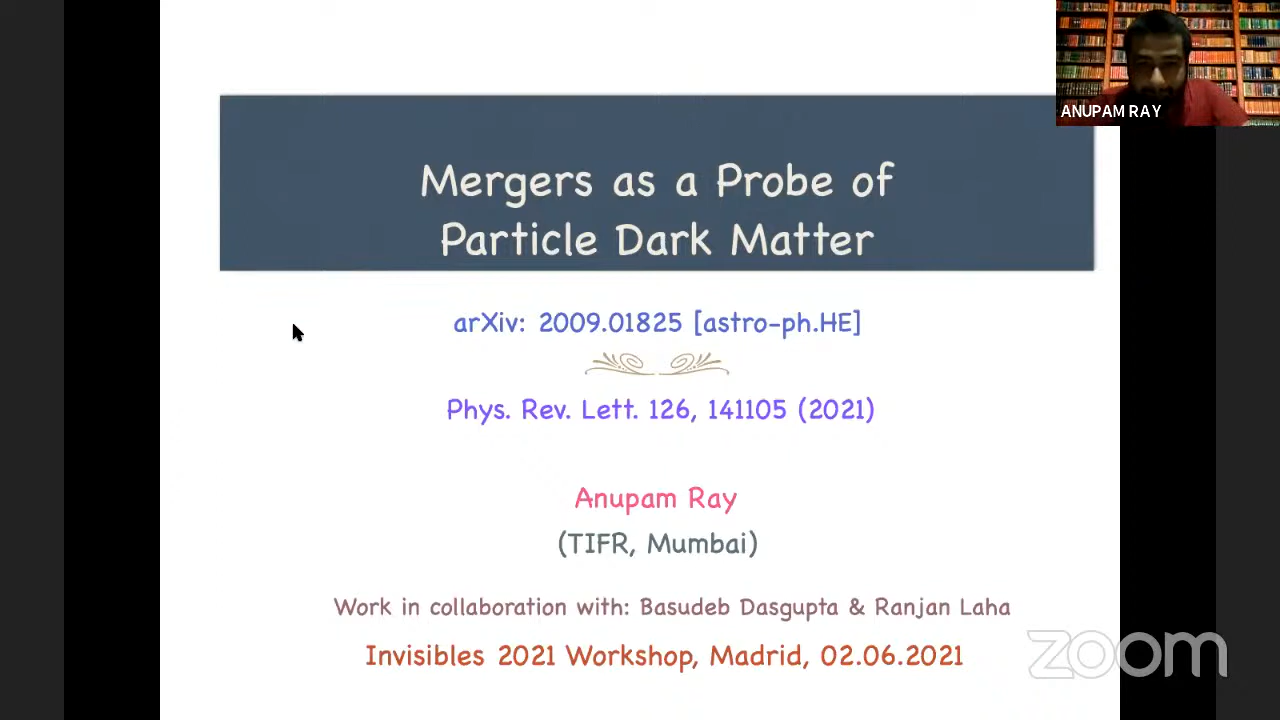 ANUPAM RAY
Mergers as a Probe of
Particle Dark Matter
arXiv: 2009.01825 [astro-ph.HE]
Phys. Rev. Lett. 126, 141105 (2021)
Anupam Ray
(TIFR, Mumbai)
Work in collaboration with: Basudeb Dasgupta & Ranjan Laha
Invisibles 2021 Workshop, Madrid, 02.06.2021
zoom